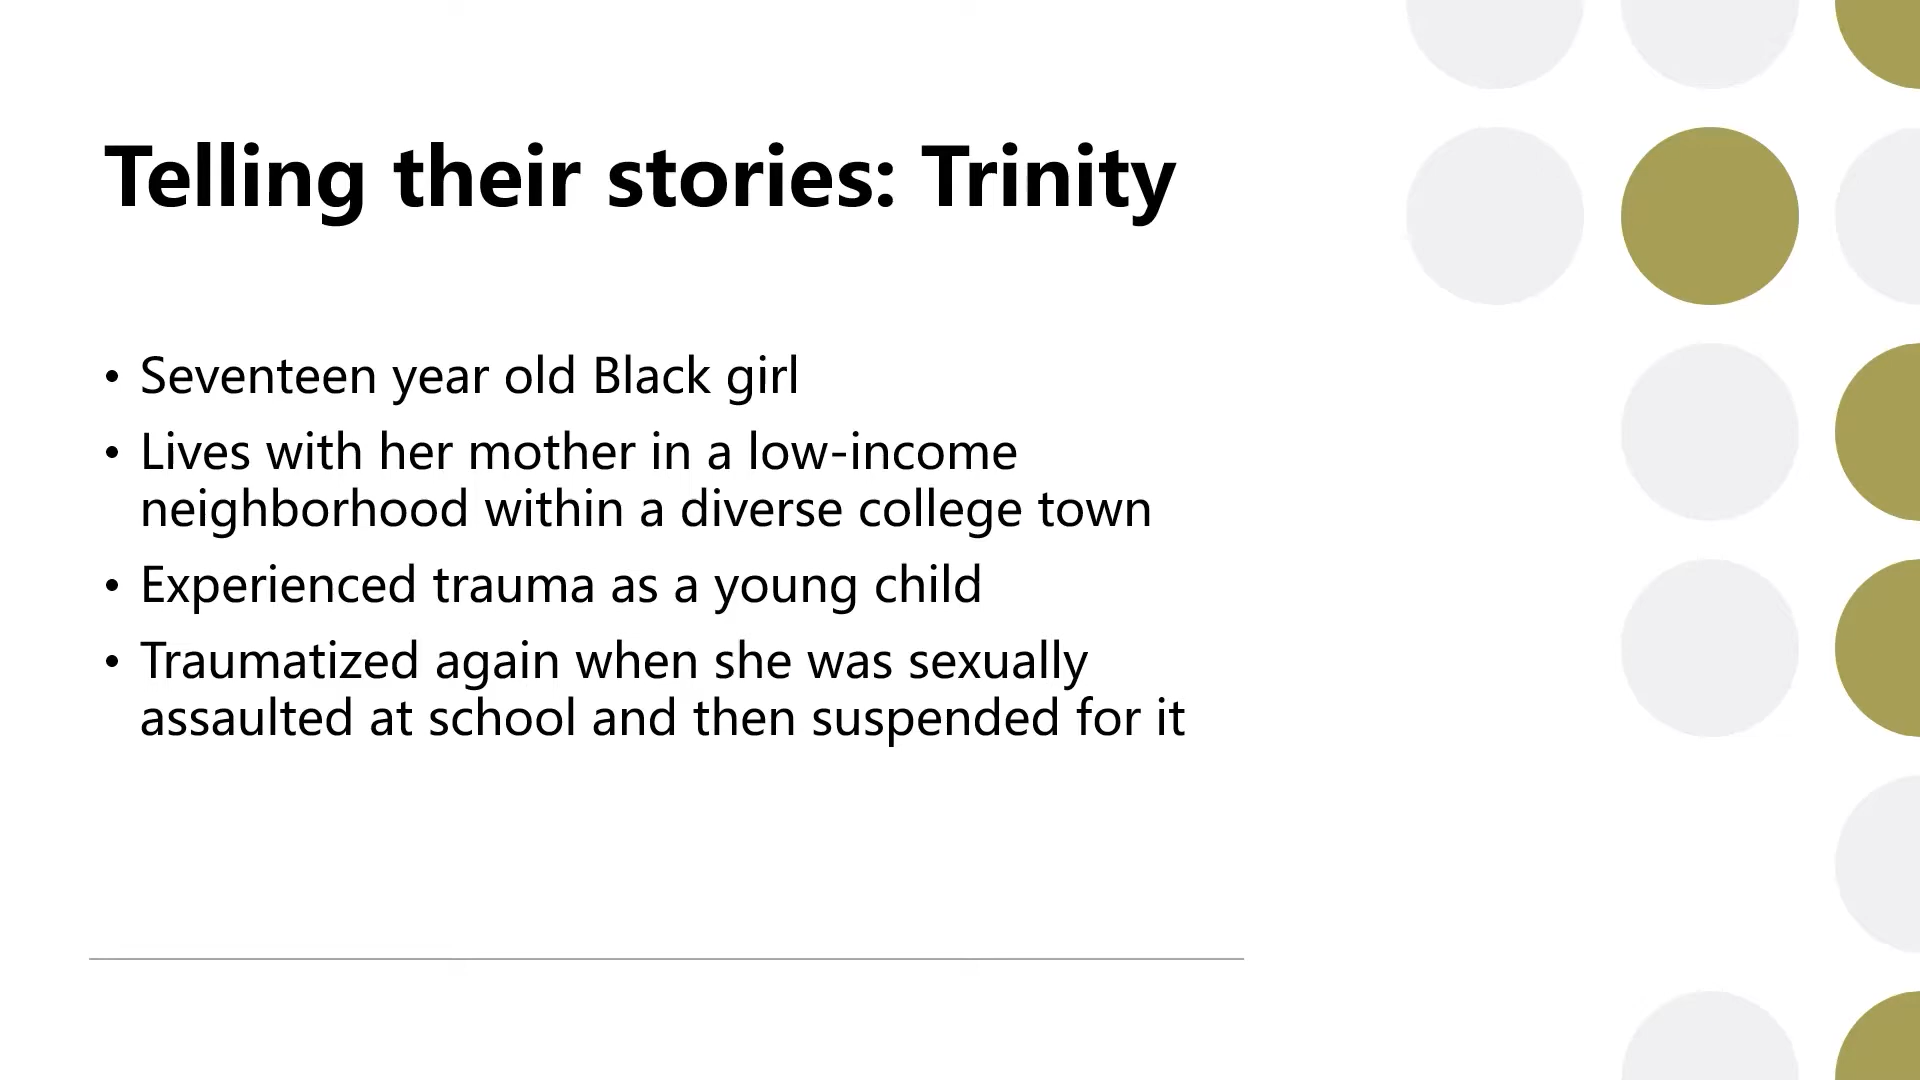 Telling their stories: Trinity
• Seventeen year old Black girl
• Lives with her mother in a low-income
neighborhood within a diverse college town
• Experienced trauma as a young child
• Traumatized again when she was sexually
assaulted at school and then suspended for it